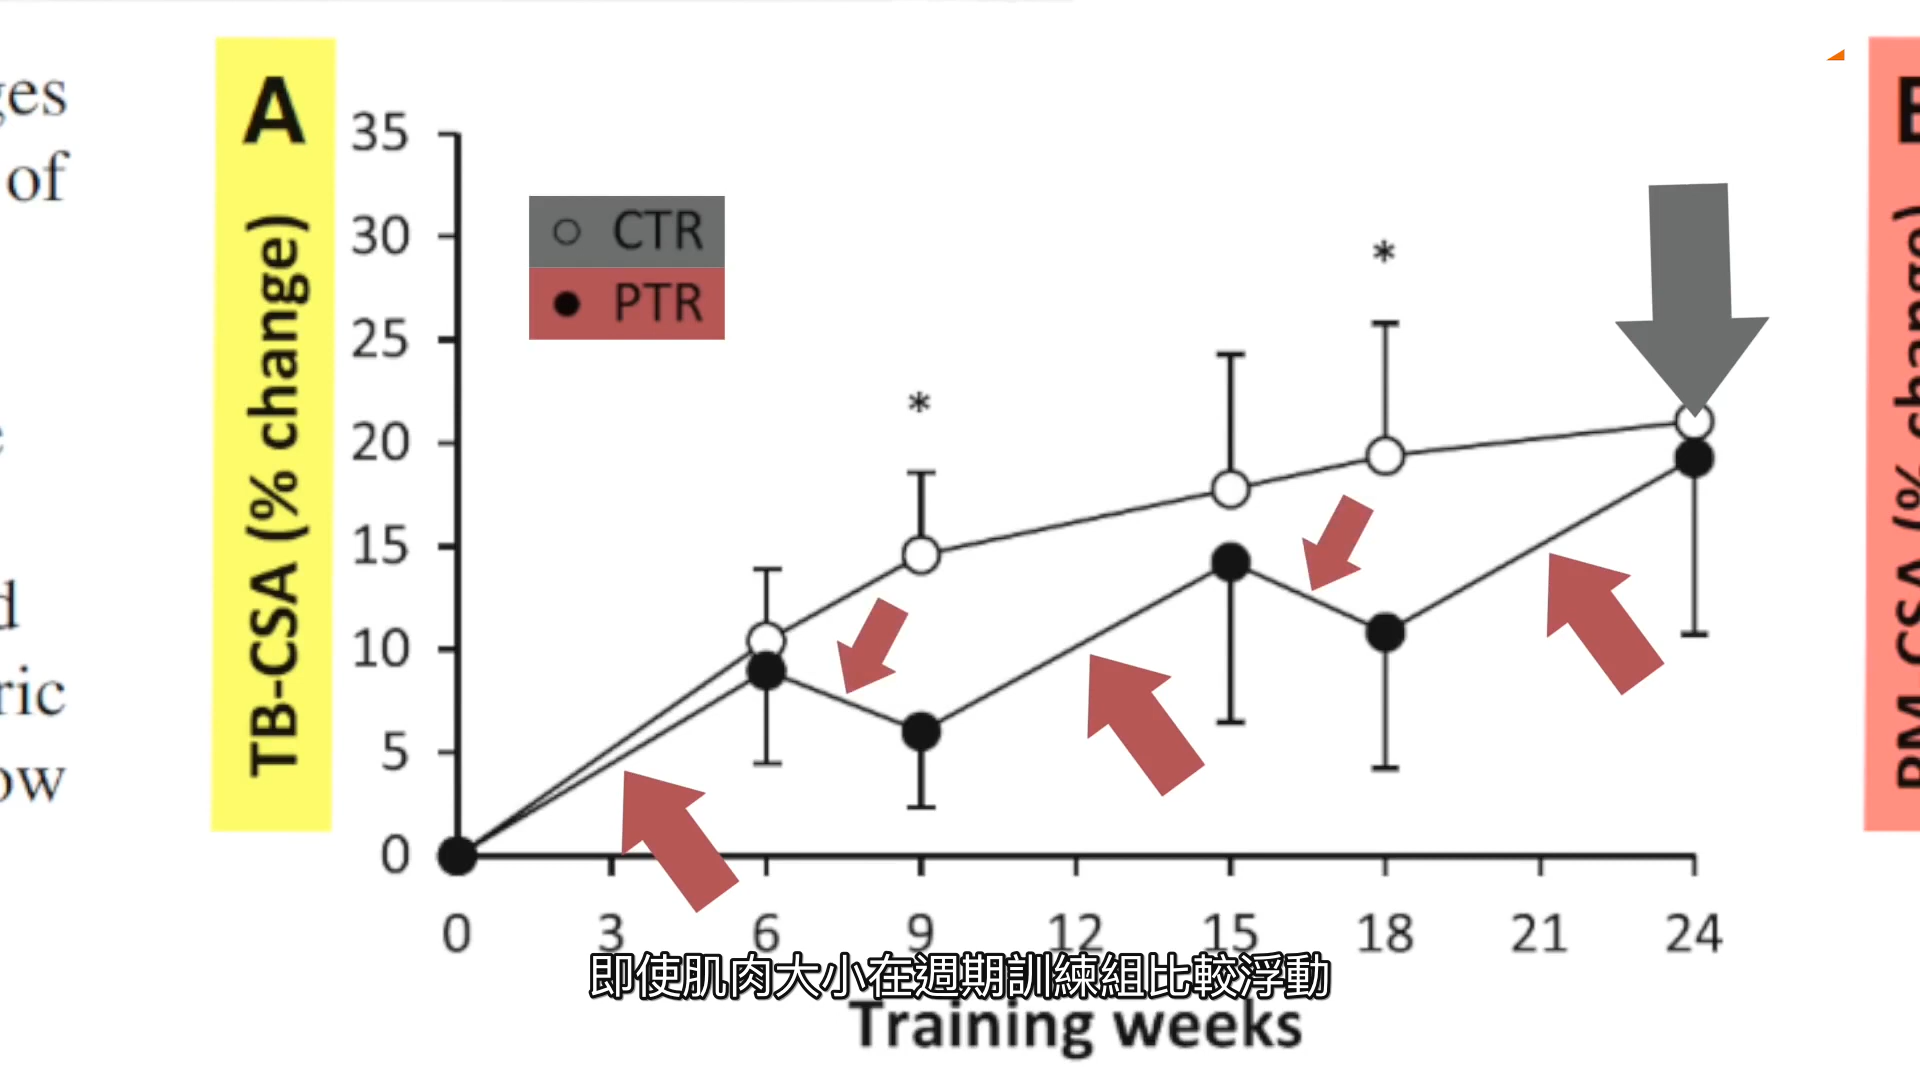 ges
of
d
ric
ow
A
TB-CSA (% change)
35
30
25
20
15
10
5
0
CTR
PTR
*
*
0 3 6 9 12 15 18 21 24
即使肌肉大小在週期訓練組比較浮動
Training weeks
CSA (% change)